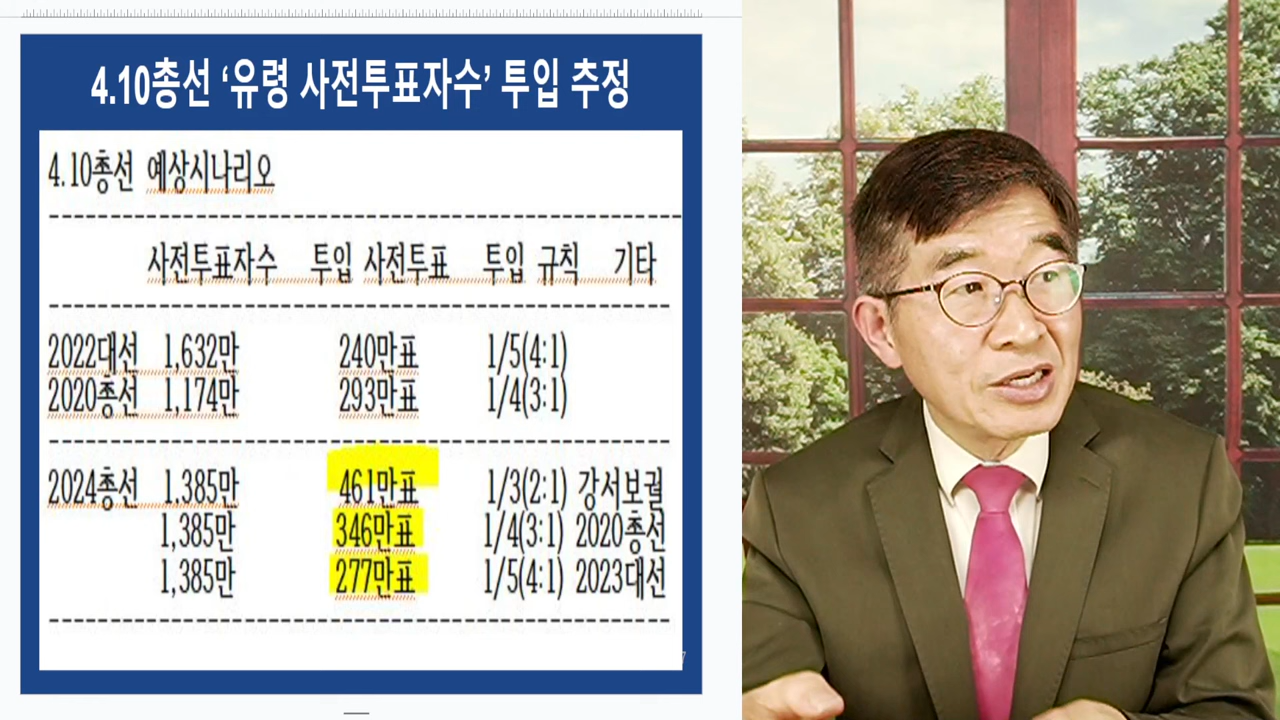 4.10총선 ‘유령 사전투표자수’ 투입 추정
4.10총선 예상시나리오
사전투표자수 투입 사전투표 투입 규칙 기타
2022대선 1,632만 240만표 1/5(4:1)
2020총선 1,174만 293만표 1/4(3:1)
2024총선 1.385만 461만표 1/3(2:1) 강서보궐
1,385만 346만표 1/4(3:1) 2020총선
1,385만 277만표 1/5(4:1) 2023대선
7